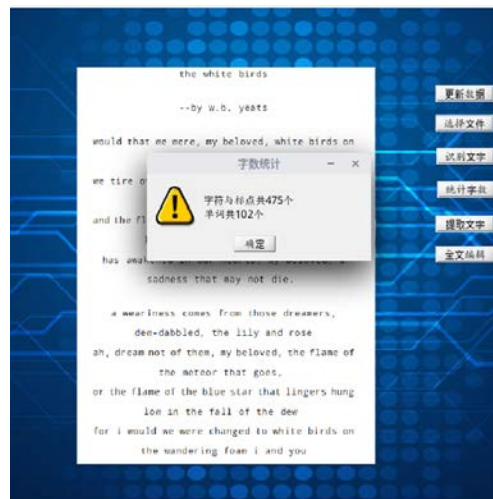 the white birds
--by w.b. yeats
would that we were, my beloved, white birds on
we tire o
and the fl
has awa
sadness that may not die.
a weariness comes from those dreamers,
dew-dabbled, the lily and rose
ah, dream not of them, my beloved, the flame of
the meteor that goes,
or the flame of the blue star that lingers hung
low in the fall of the dew
for i would we were changed to white birds on
the wandering foam i and you
字数统计
字符与标点共475个
单词共102个
确定
更新数据
选择文件
识别文字
统计字数
提取文字
全文编辑